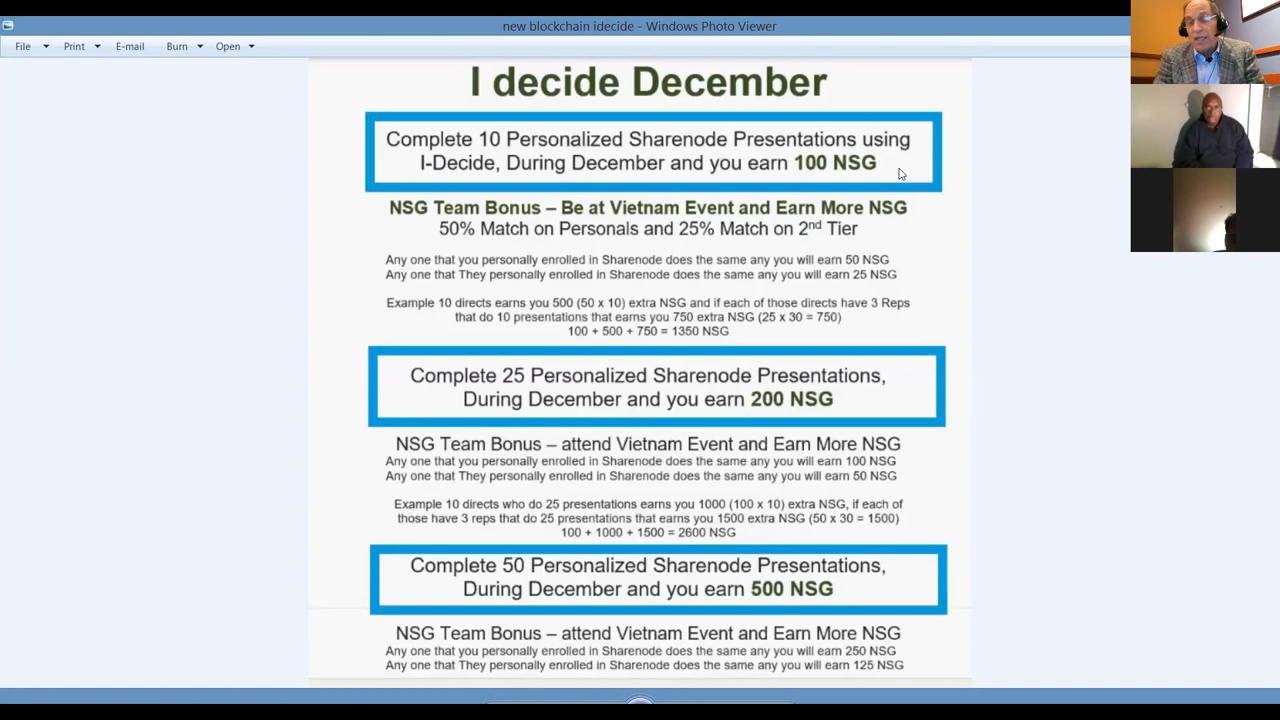 new blockchain idecide - Windows Photo Viewer
File Print E-mail Burn Open
I decide December
Complete 10 Personalized Sharenode Presentations using
I-Decide, During December and you earn 100 NSG
NSG Team Bonus – Be at Vietnam Event and Earn More NSG
50% Match on Personals and 25% Match on 2nd Tier
Any one that you personally enrolled in Sharenode does the same any you will earn 50 NSG
Any one that They personally enrolled in Sharenode does the same any you will earn 25 NSG
Example 10 directs earns you 500 (50 x 10) extra NSG and if each of those directs have 3 Reps
that do 10 presentations that earns you 750 extra NSG (25 x 30 = 750)
100 + 500 + 750 = 1350 NSG
Complete 25 Personalized Sharenode Presentations,
During December and you earn 200 NSG
NSG Team Bonus – attend Vietnam Event and Earn More NSG
Any one that you personally enrolled in Sharenode does the same any you will earn 100 NSG
Any one that They personally enrolled in Sharenode does the same any you will earn 50 NSG
Example 10 directs who do 25 presentations earns you 1000 (100 x 10) extra NSG, if each of
those have 3 reps that do 25 presentations that earns you 1500 extra NSG (50 x 30 = 1500)
100 + 1000 + 1500 = 2600 NSG
Complete 50 Personalized Sharenode Presentations,
During December and you earn 500 NSG
NSG Team Bonus – attend Vietnam Event and Earn More NSG
Any one that you personally enrolled in Sharenode does the same any you will earn 250 NSG
Any one that They personally enrolled in Sharenode does the same any you will earn 125 NSG